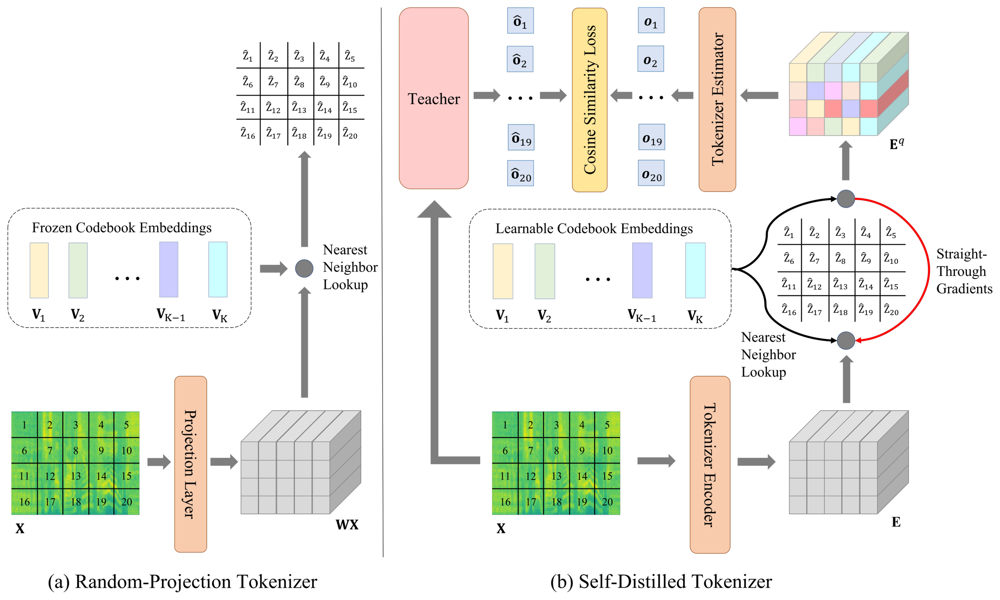 Ẑ1 Ẑ2 Ẑ3 Ẑ4 Ẑ5
Ẑ6 Ẑ7 Ẑ8 Ẑ9 Ẑ10
Ẑ11 Ẑ12 Ẑ13 Ẑ14 Ẑ15
Ẑ16 Ẑ17 Ẑ18 Ẑ19 Ẑ20
Frozen Codebook Embeddings
...
V1 V2 VK−1 VK
Nearest
Neighbor
Lookup
1 2 3 4 5
6 7 8 9 10
11 12 13 14 15
16 17 18 19 20
X
Projection Layer
WX
(a) Random-Projection Tokenizer
Teacher
ô1
ô2
...
ô19
ô20
Cosine Similarity Loss
o1
o2
...
o19
o20
Tokenizer Estimator
E^q
Learnable Codebook Embeddings
...
V1 V2 VK−1 VK
Ẑ1 Ẑ2 Ẑ3 Ẑ4 Ẑ5
Ẑ6 Ẑ7 Ẑ8 Ẑ9 Ẑ10
Ẑ11 Ẑ12 Ẑ13 Ẑ14 Ẑ15
Ẑ16 Ẑ17 Ẑ18 Ẑ19 Ẑ20
Straight-
Through
Gradients
Nearest
Neighbor
Lookup
1 2 3 4 5
6 7 8 9 10
11 12 13 14 15
16 17 18 19 20
X
Tokenizer Encoder
E
(b) Self-Distilled Tokenizer